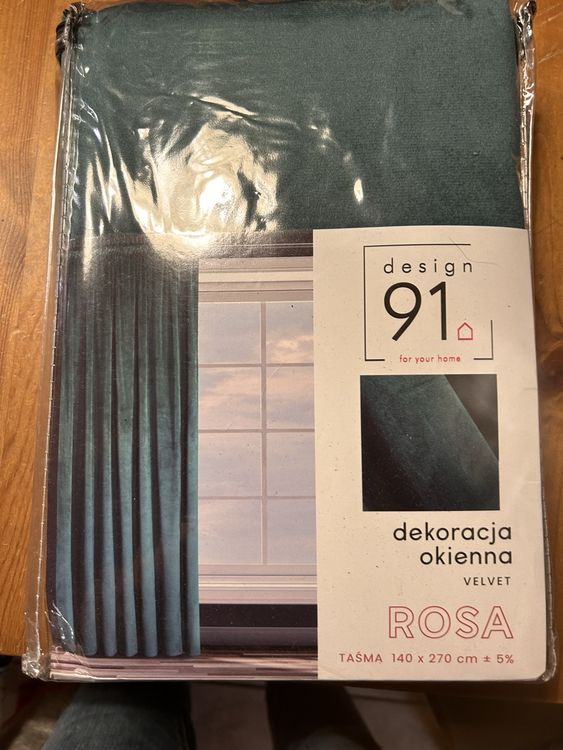 design
91
for your home
dekoracja
okienna
VELVET
ROSA
TAŚMA 140 x 270 cm ± 5%